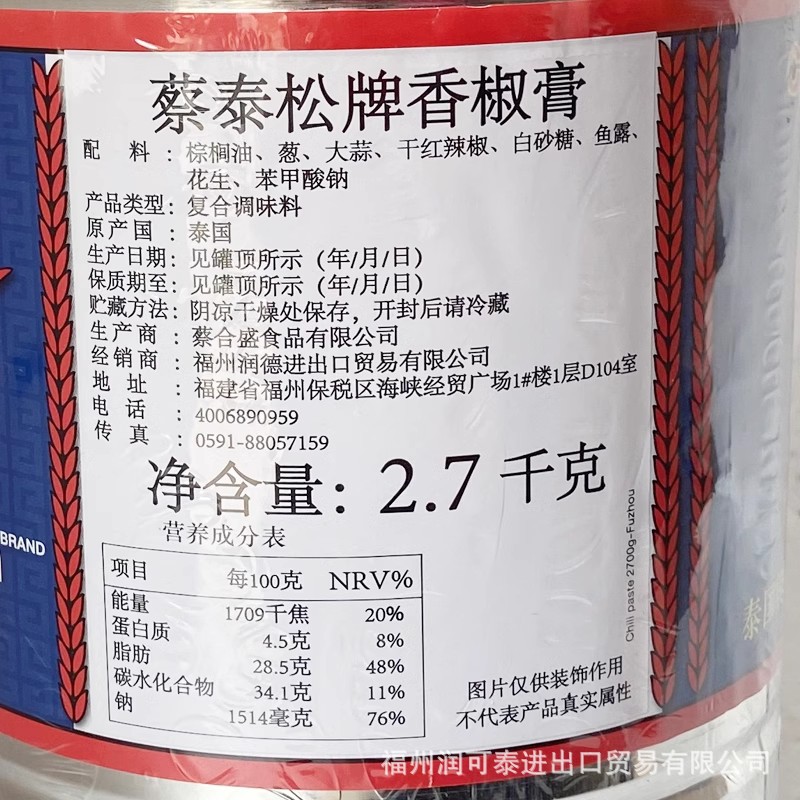 蔡泰松牌香椒膏
配 料：棕榈油、葱、大蒜、干红辣椒、白砂糖、鱼露、
花生、苯甲酸钠
产品类型：复合调味料
原产国：泰国
生产日期：见罐顶所示（年/月/日）
保质期至：见罐顶所示（年/月/日）
贮藏方法：阴凉干燥处保存，开封后请冷藏
生产商：蔡合盛食品有限公司
经销商：福州润德进出口贸易有限公司
地 址：福建省福州保税区海峡经贸广场1#楼1层D104室
电 话：4006890959
传 真：0591-88057159
净含量：2.7千克
营养成分表
项目 每100克 NRV%
能量 1709千焦 20%
蛋白质 4.5克 8%
脂肪 28.5克 48%
碳水化合物 34.1克 11%
钠 1514毫克 76%
图片仅供装饰作用
不代表产品真实属性
Chili paste 2700g-Fuzhou
BRAND
泰国
福州润可泰进出口贸易有限公司